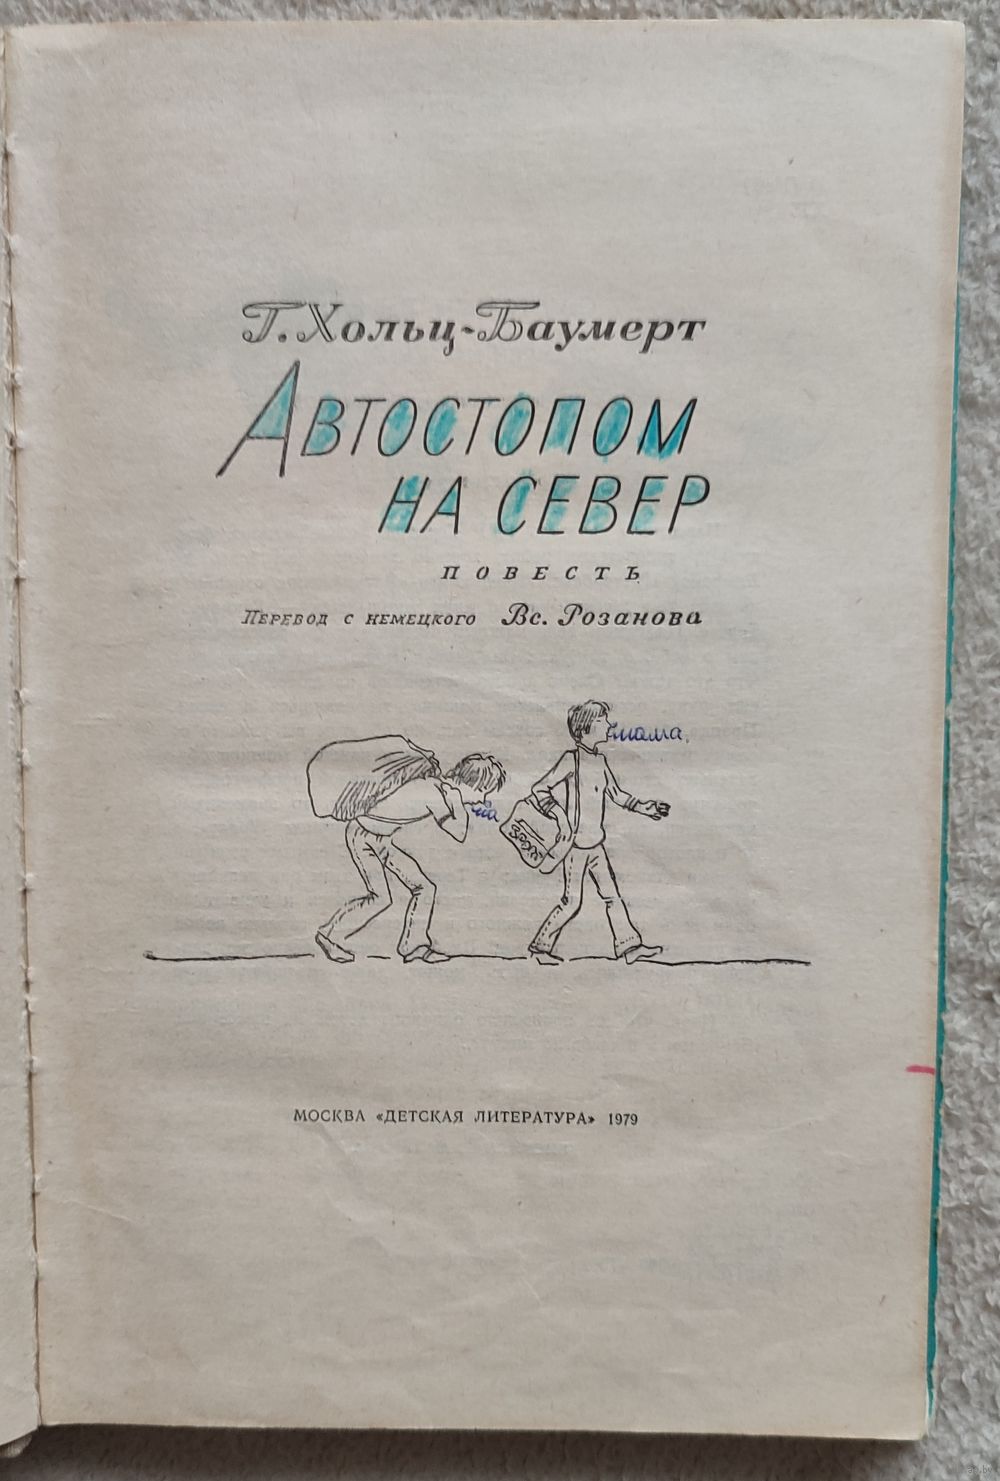 Г. Хольц-Баумерт
Автостопом
на север
повесть
Перевод с немецкого Вс. Розанова
мама,
МОСКВА «ДЕТСКАЯ ЛИТЕРАТУРА» 1979